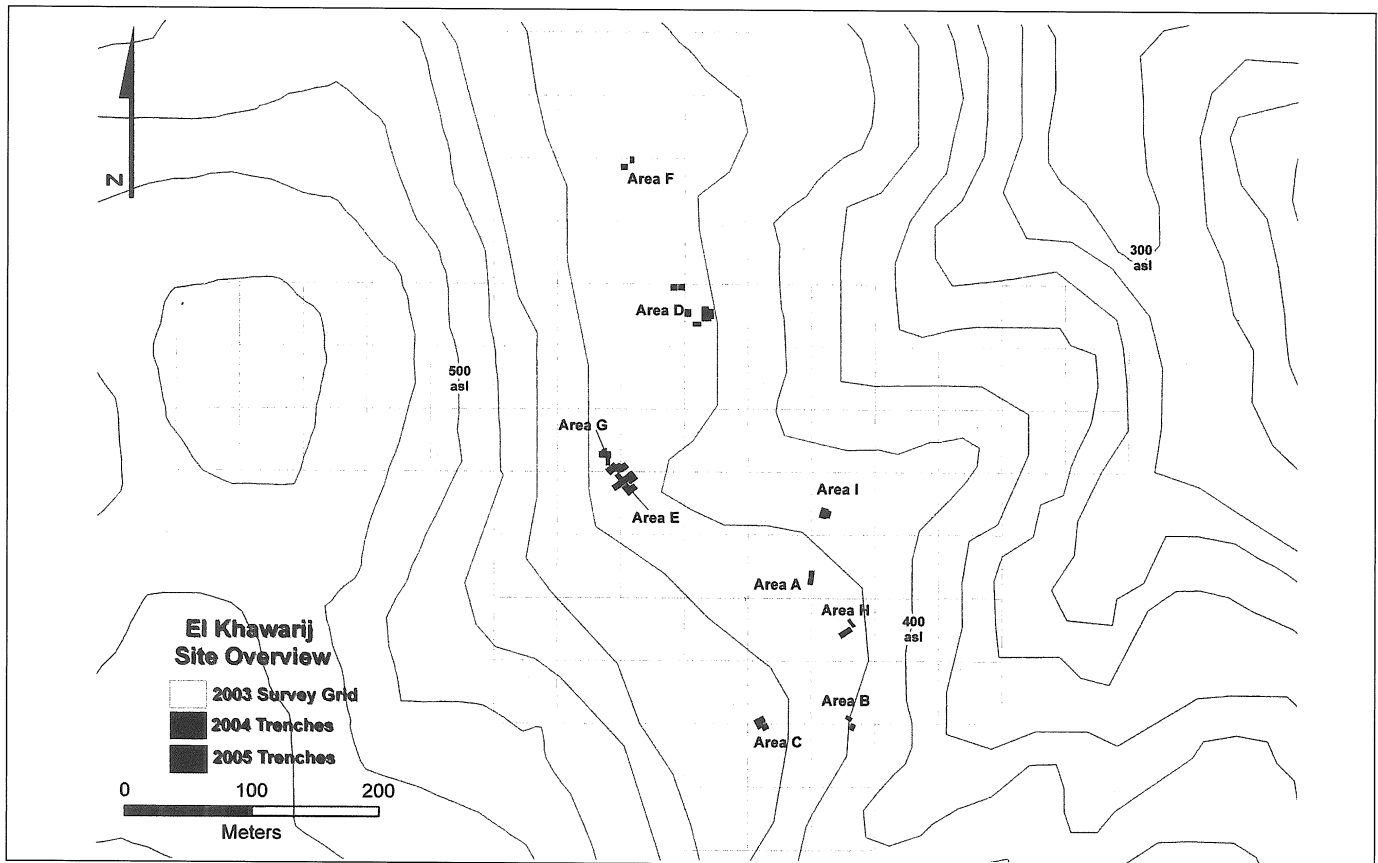 N
Area F
300
asl
Area D
500
asl
Area G
Area E
Area I
Area A
Area H
400
asl
Area B
Area C
El Khawarij
Site Overview
2003 Survey Grid
2004 Trenches
2005 Trenches
0 100 200
Meters